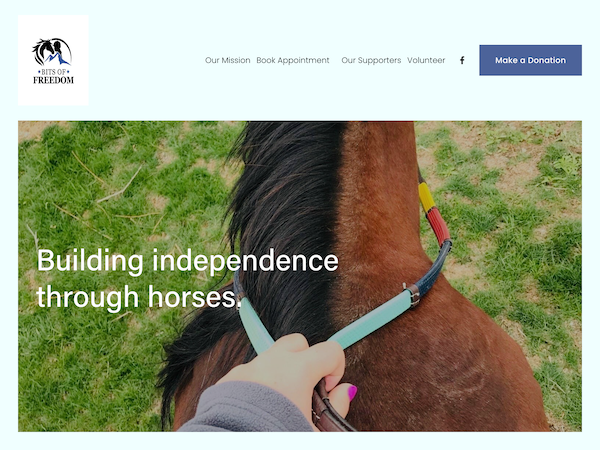 BITS OF
FREEDOM
Our Mission
Book Appointment
Our Supporters
Volunteer
Make a Donation
Building independence
through horses.